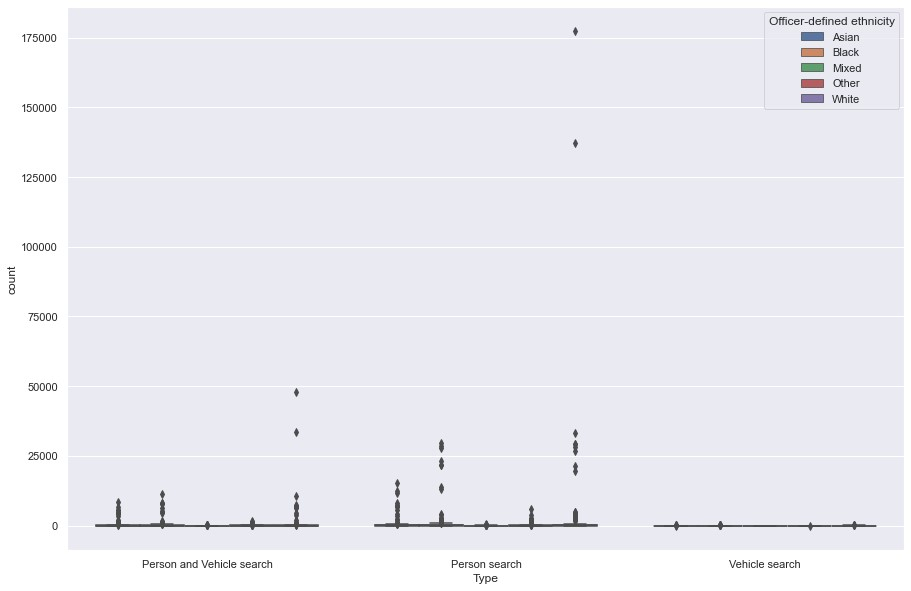 Officer-defined ethnicity
Asian
Black
Mixed
Other
White
175000
150000
125000
100000
75000
50000
25000
0
count
Person and Vehicle search
Person search
Vehicle search
Type